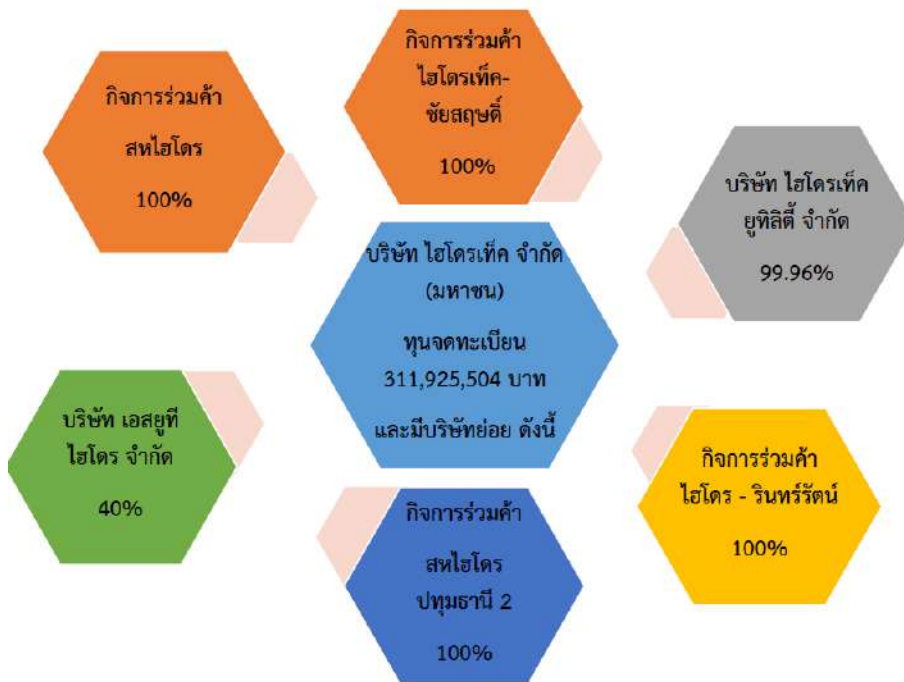 กิจการร่วมค้า
สหไฮโดร
100%
กิจการร่วมค้า
ไฮโดรเท็ค-
ชัยสฤษดิ์
100%
บริษัท ไฮโดรเท็ค
ยูทิลิตี้ จำกัด
99.96%
บริษัท ไฮโดรเท็ค จำกัด
(มหาชน)
ทุนจดทะเบียน
311,925,504 บาท
และมีบริษัทย่อย ดังนี้
บริษัท เอสยูที
ไฮโดร จำกัด
40%
กิจการร่วมค้า
ไฮโดร - รินทร์รัตน์
100%
กิจการร่วมค้า
สหไฮโดร
ปทุมธานี 2
100%